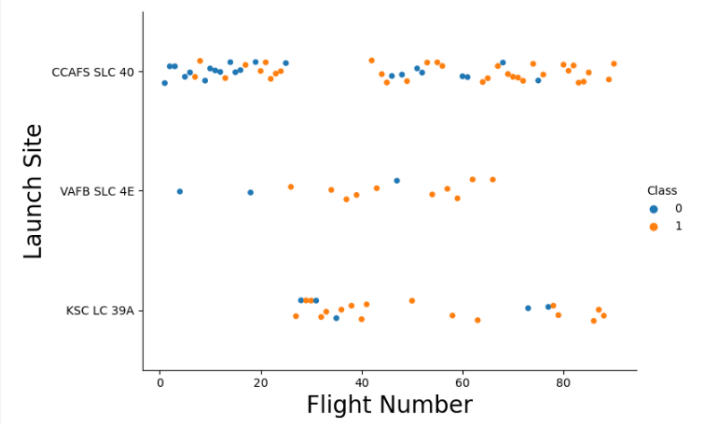 Launch Site
CCAFS SLC 40
VAFB SLC 4E
KSC LC 39A
0 20 40 60 80
Flight Number
Class
0
1